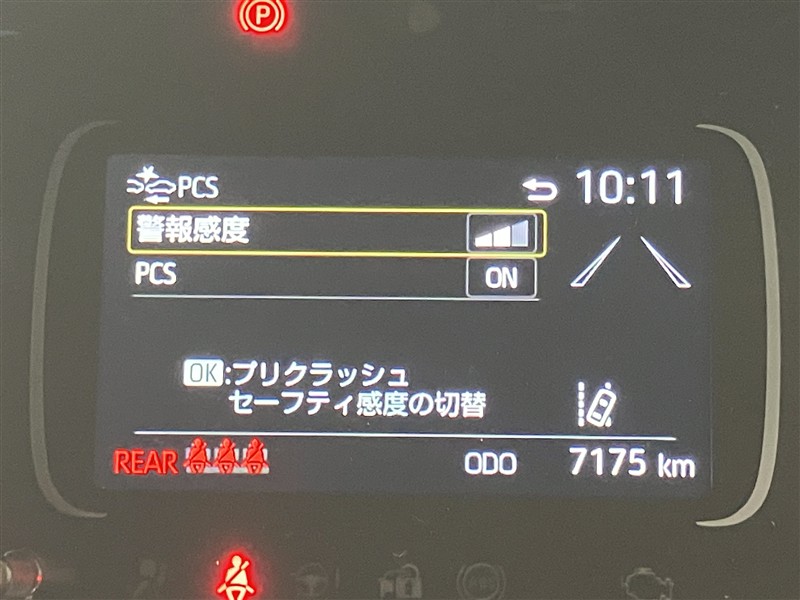 P
PCS 10:11
警報感度
PCS ON
OK:プリクラッシュ
セーフティ感度の切替
REAR ODO 7175 km